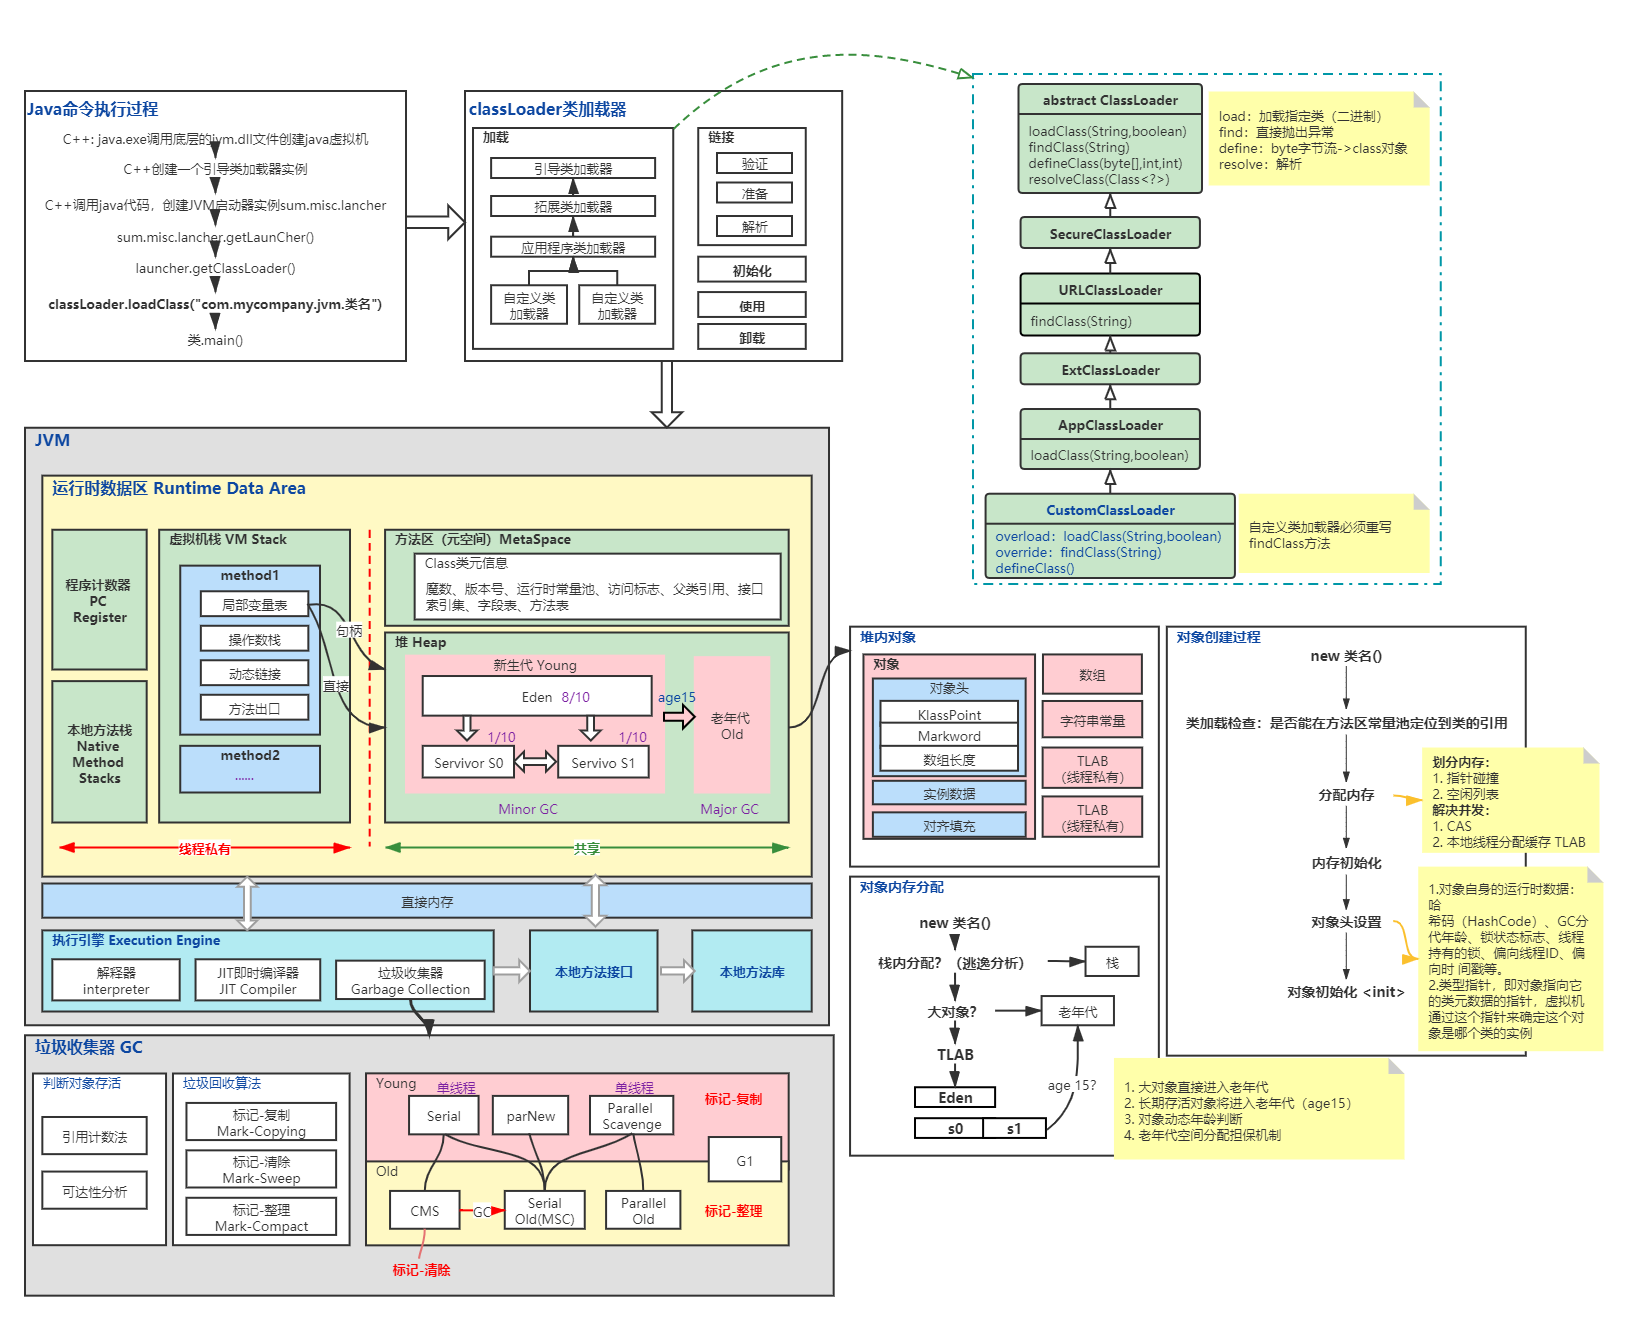 Java命令执行过程
C++: java.exe调用底层的jvm.dll文件创建java虚拟机
C++创建一个引导类加载器实例
C++调用java代码，创建JVM启动器实例sum.misc.lancher
sum.misc.lancher.getLaunCher()
launcher.getClassLoader()
classLoader.loadClass("com.mycompany.jvm.类名")
类.main()
classLoader类加载器
加载
引导类加载器
拓展类加载器
应用程序类加载器
自定义类
加载器
自定义类
加载器
链接
验证
准备
解析
初始化
使用
卸载
abstract ClassLoader
loadClass(String,boolean)
findClass(String)
defineClass(byte[],int,int)
resolveClass(Class<?>)
load：加载指定类（二进制）
find：直接抛出异常
define：byte字节流->class对象
resolve：解析
SecureClassLoader
URLClassLoader
findClass(String)
ExtClassLoader
AppClassLoader
loadClass(String,boolean)
CustomClassLoader
overload：loadClass(String,boolean)
override：findClass(String)
defineClass()
自定义类加载器必须重写
findClass方法
JVM
运行时数据区 Runtime Data Area
程序计数器
PC
Register
本地方法栈
Native
Method
Stacks
虚拟机栈 VM Stack
method1
局部变量表
操作数栈
动态链接
方法出口
method2
......
句柄
直接
方法区（元空间）MetaSpace
Class类元信息
魔数、版本号、运行时常量池、访问标志、父类引用、接口
索引集、字段表、方法表
堆 Heap
新生代 Young
Eden 8/10
1/10
1/10
Servivor S0
Servivo S1
age15
老年代
Old
Minor GC
Major GC
线程私有
共享
直接内存
执行引擎 Execution Engine
解释器
interpreter
JIT即时编译器
JIT Compiler
垃圾收集器
Garbage Collection
本地方法接口
本地方法库
堆内对象
对象
对象头
KlassPoint
Markword
数组长度
实例数据
对齐填充
数组
字符串常量
TLAB
（线程私有）
TLAB
（线程私有）
对象内存分配
new 类名()
栈内分配？（逃逸分析）
栈
大对象?
老年代
TLAB
Eden
s0
s1
age 15?
1. 大对象直接进入老年代
2. 长期存活对象将进入老年代（age15）
3. 对象动态年龄判断
4. 老年代空间分配担保机制
对象创建过程
new 类名()
类加载检查：是否能在方法区常量池定位到类的引用
分配内存
内存初始化
对象头设置
对象初始化 <init>
划分内存：
1. 指针碰撞
2. 空闲列表
解决并发：
1. CAS
2. 本地线程分配缓存 TLAB
1.对象自身的运行时数据：
哈
希码（HashCode）、GC分
代年龄、锁状态标志、线程
持有的锁、偏向线程ID、偏
向时 间戳等。
2.类型指针，即对象指向它
的类元数据的指针，虚拟机
通过这个指针来确定这个对
象是哪个类的实例
垃圾收集器 GC
判断对象存活
引用计数法
可达性分析
垃圾回收算法
标记-复制
Mark-Copying
标记-清除
Mark-Sweep
标记-整理
Mark-Compact
Young
单线程
单线程
Serial
parNew
Parallel
Scavenge
标记-复制
G1
Old
CMS
GC
Serial
Old(MSC)
Parallel
Old
标记-整理
标记-清除